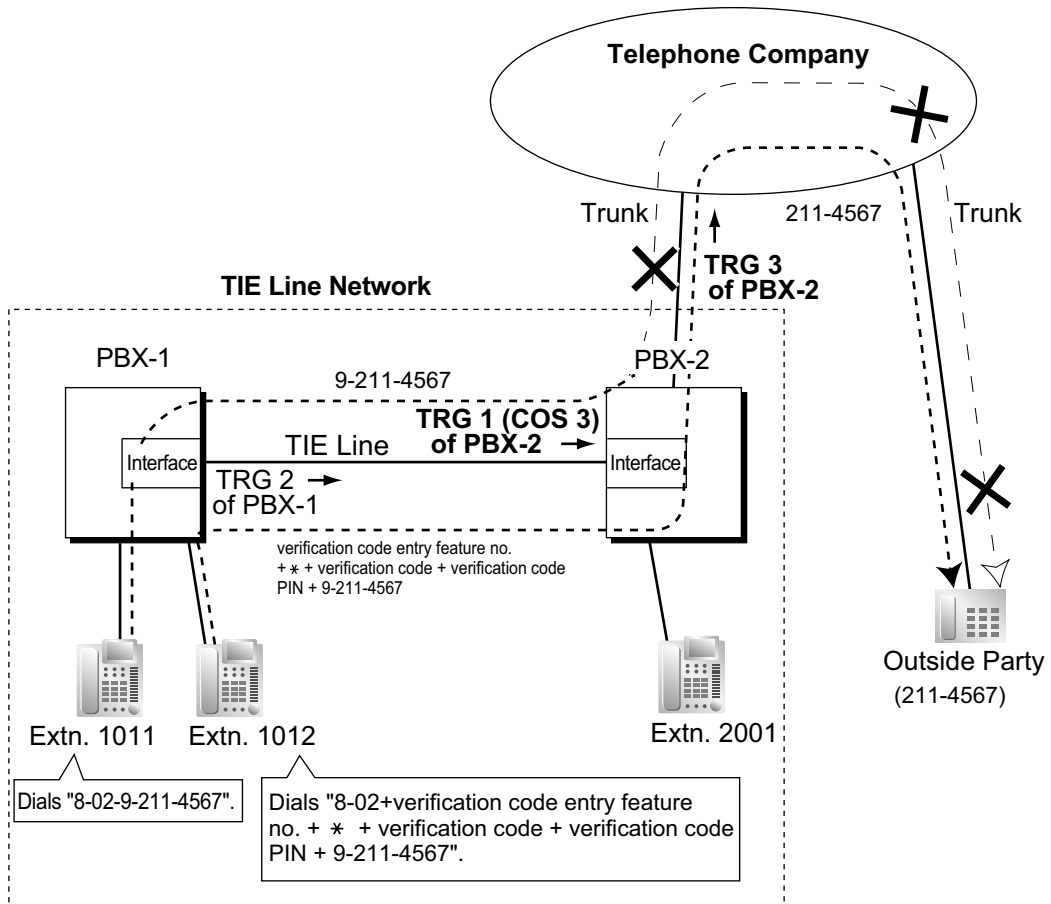 Telephone Company
Trunk
211-4567
Trunk
TRG 3
of PBX-2
TIE Line Network
PBX-1
PBX-2
9-211-4567
TRG 1 (COS 3)
of PBX-2
TIE Line
Interface
Interface
TRG 2
of PBX-1
verification code entry feature no.
+ * + verification code + verification code
PIN + 9-211-4567
Outside Party
(211-4567)
Extn. 1011
Extn. 1012
Extn. 2001
Dials "8-02-9-211-4567".
Dials "8-02+verification code entry feature
no. + * + verification code + verification code
PIN + 9-211-4567".